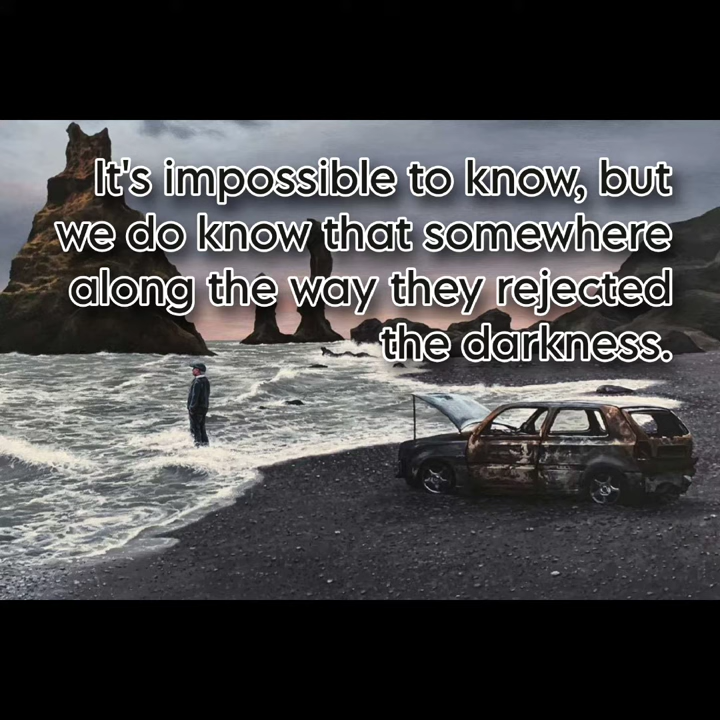 It's impossible to know, but
we do know that somewhere
along the way they rejected
the darkness.